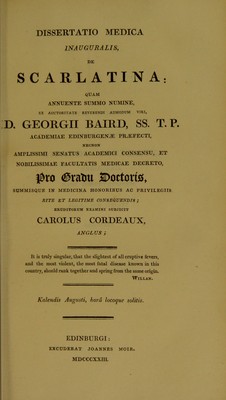 DISSERTATIO MEDICA
INAUGURALIS,
DE
SCARLATINA:
QUAM
ANNUENTE SUMMO NUMINE,
EX AUCTORITATE REVERENDI ADMODUM VIRI,
D. GEORGII BAIRD, SS. T. P.
ACADEMIAE EDINBURGENÆ PRÆFECTI,
NECNON
AMPLISSIMI SENATUS ACADEMICI CONSENSU, ET
NOBILISSIMAE FACULTATIS MEDICAE DECRETO,
Pro Gradu Doctoris,
SUMMISQUE IN MEDICINA HONORIBUS AC PRIVILEGIIS
RITE ET LEGITIME CONSEQUENDIS;
ERUDITORUM EXAMINI SUBJICIT
CAROLUS CORDEAUX,
ANGLUS;
It is truly singular, that the slightest of all eruptive fevers,
and the most violent, the most fatal disease known in this
country, should rank together and spring from the same origin.
WILLAN.
Kalendis Augusti, horâ locoque solitis.
EDINBURGI:
EXCUDEBAT JOANNES MOIR.
MDCCCXXIII.